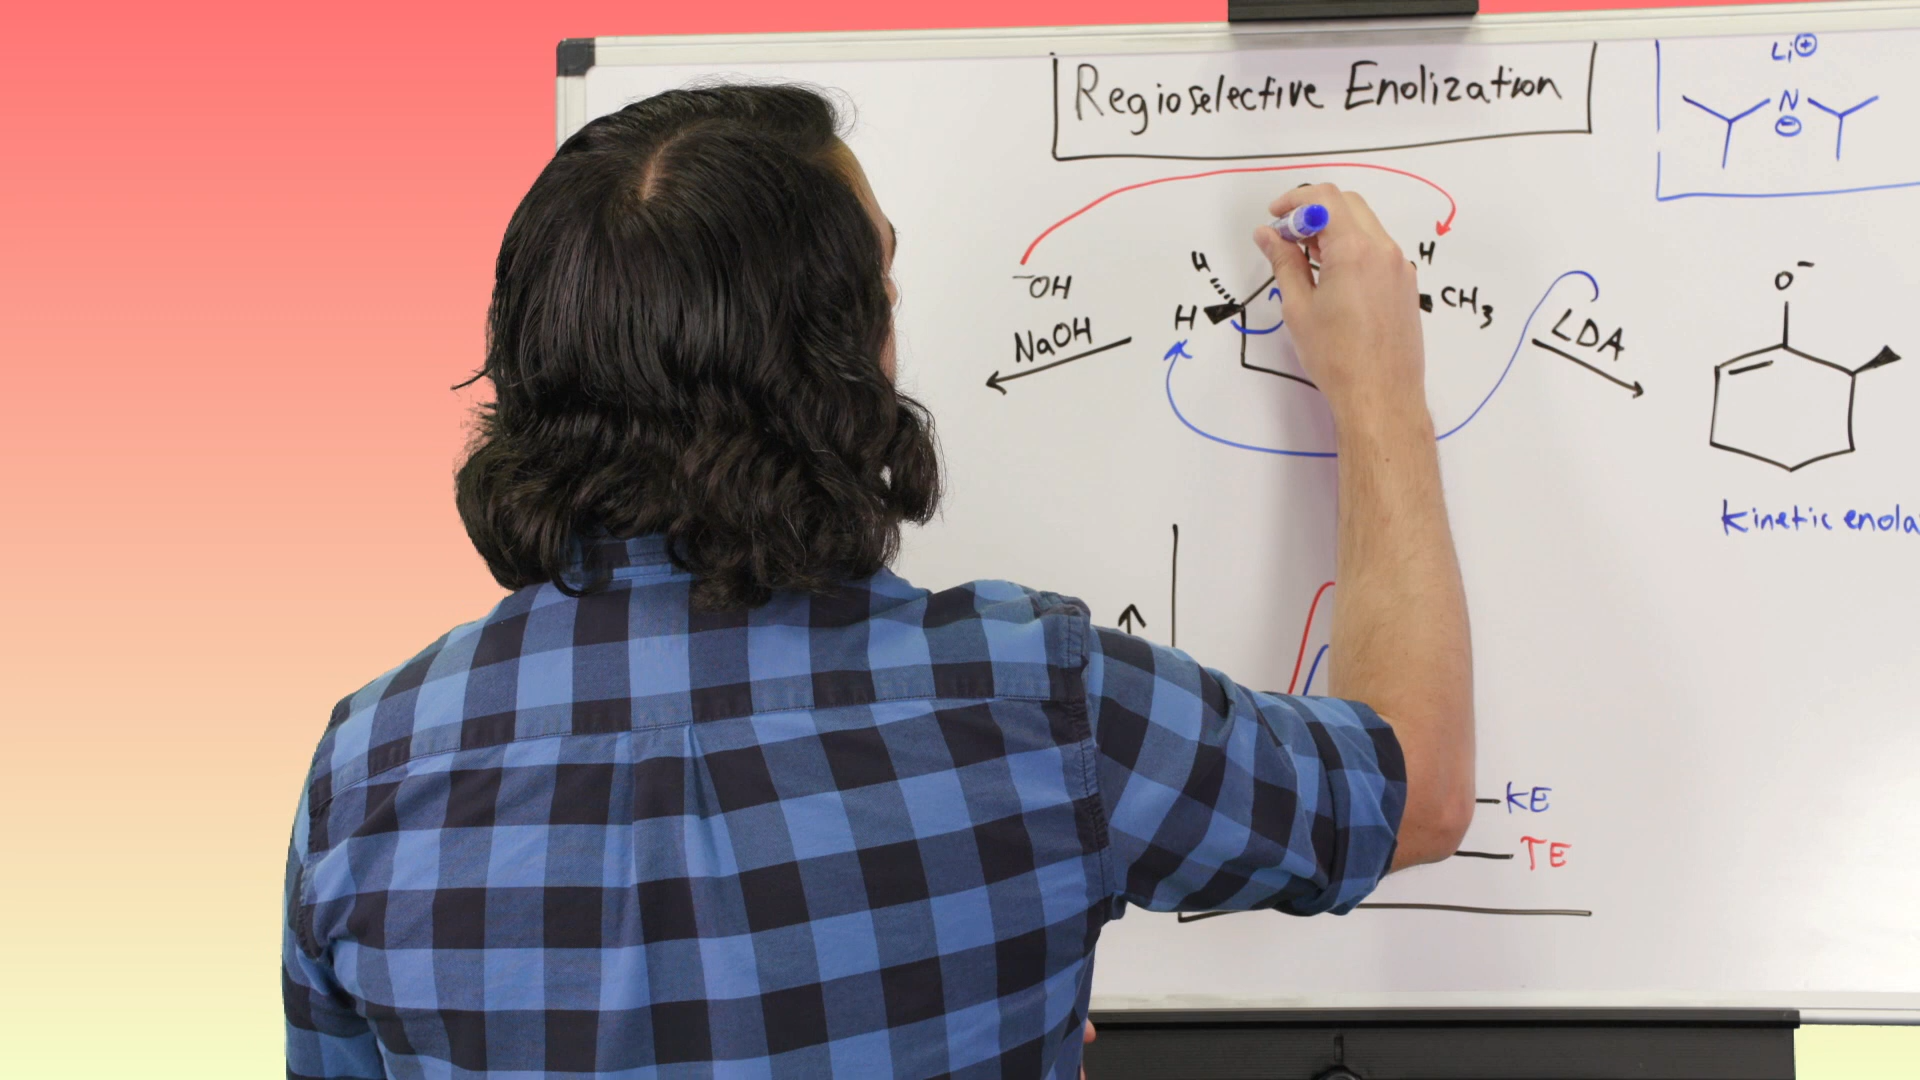 Regioselective Enolization
Li⊕
N
⊖
⁻OH
NaOH
H
H
H
CH₃
LDA
O⁻
Kinetic enola
KE
TE